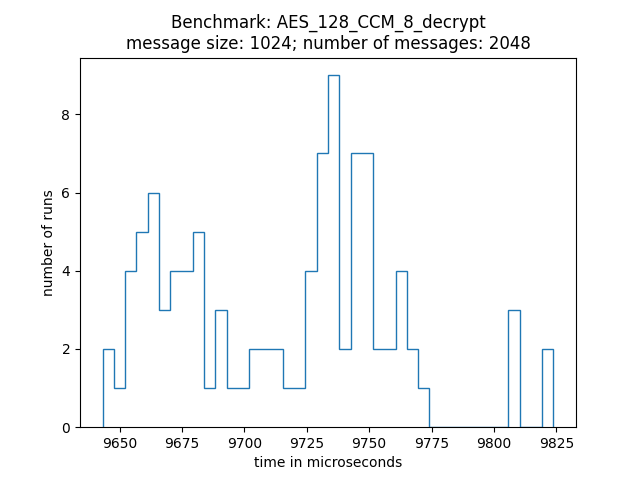 Benchmark: AES_128_CCM_8_decrypt
message size: 1024; number of messages: 2048
number of runs
8
6
4
2
0
9650 9675 9700 9725 9750 9775 9800 9825
time in microseconds